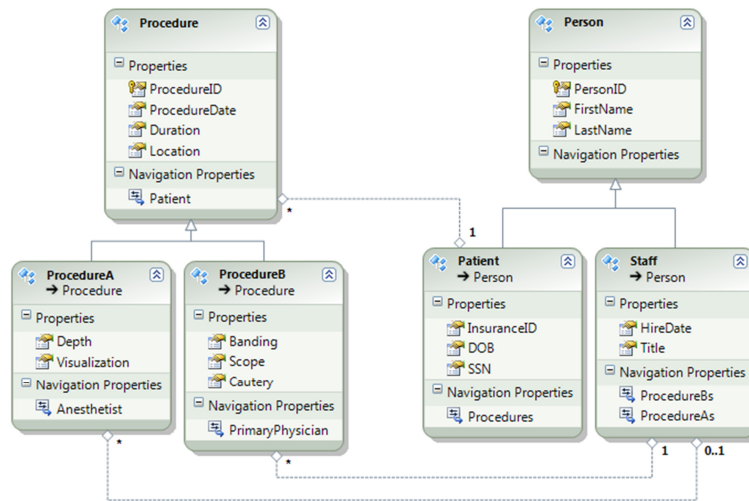 Procedure
Properties
ProcedureID
ProcedureDate
Duration
Location
Navigation Properties
Patient
Person
Properties
PersonID
FirstName
LastName
Navigation Properties
*
1
ProcedureA
→ Procedure
Properties
Depth
Visualization
Navigation Properties
Anesthetist
ProcedureB
→ Procedure
Properties
Banding
Scope
Cautery
Navigation Properties
PrimaryPhysician
Patient
→ Person
Properties
InsuranceID
DOB
SSN
Navigation Properties
Procedures
Staff
→ Person
Properties
HireDate
Title
Navigation Properties
ProcedureBs
ProcedureAs
*
*
1
0..1